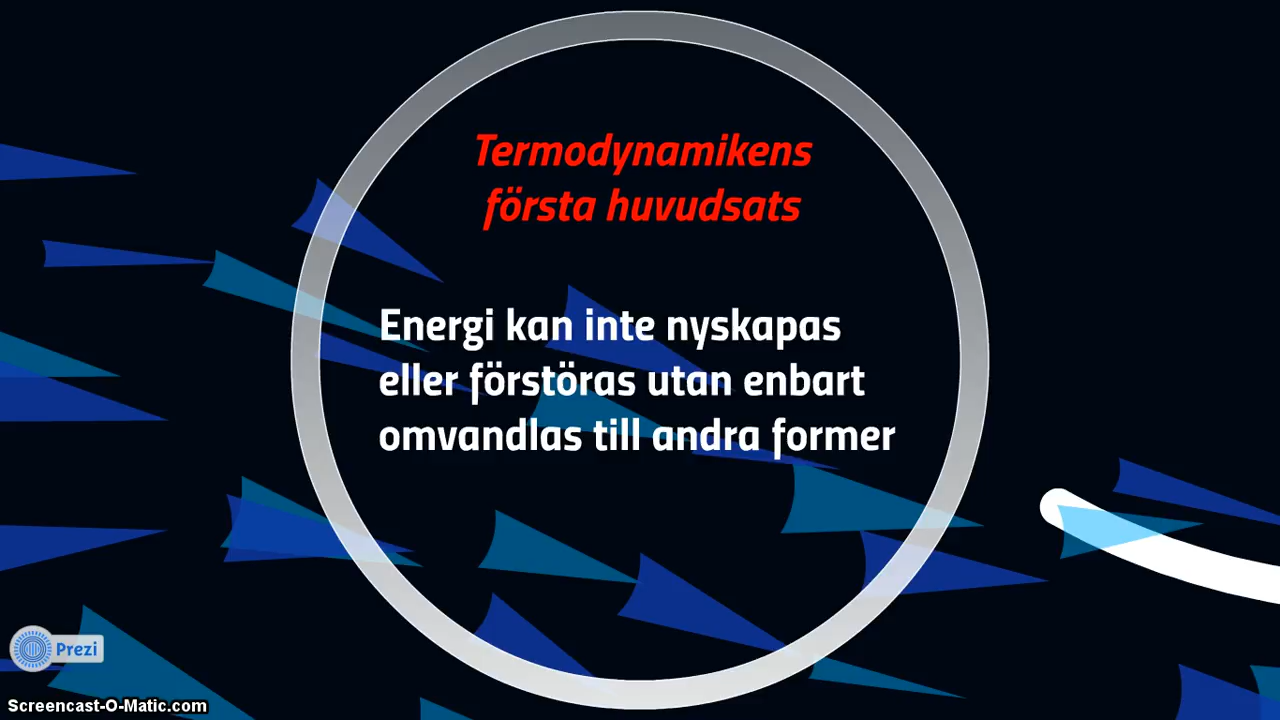 Termodynamikens
första huvudsats
Energi kan inte nyskapas
eller förstöras utan enbart
omvandlas till andra former
Prezi
Screencast-O-Matic.com